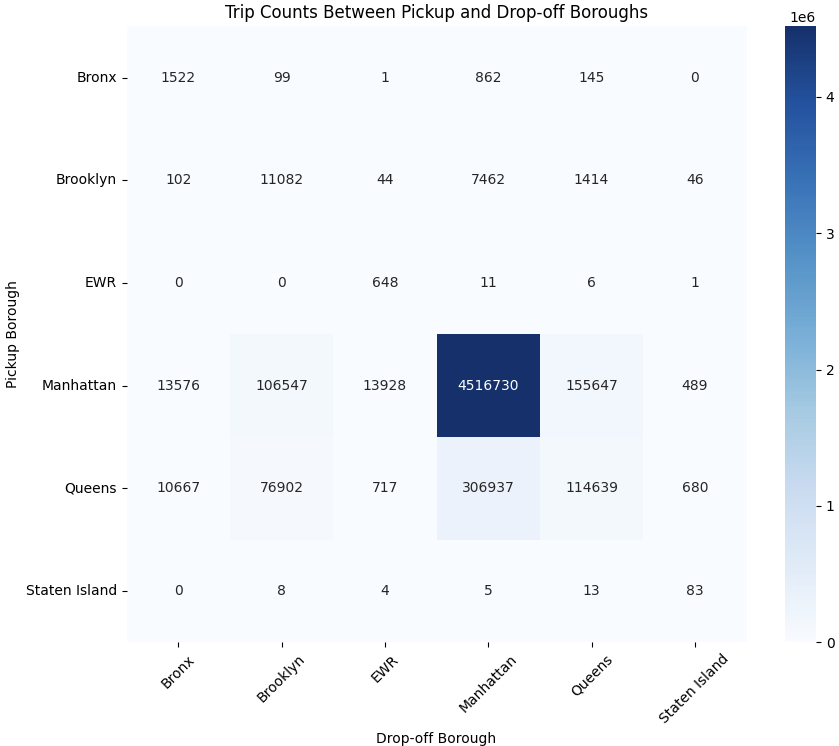 Trip Counts Between Pickup and Drop-off Boroughs
1e6
Bronx 1522 99 1 862 145 0
4
Brooklyn 102 11082 44 7462 1414 46
3
EWR 0 0 648 11 6 1
Pickup Borough
Manhattan 13576 106547 13928 4516730 155647 489
2
Queens 10667 76902 717 306937 114639 680
1
Staten Island 0 8 4 5 13 83
0
Bronx Brooklyn EWR Manhattan Queens Staten Island
Drop-off Borough